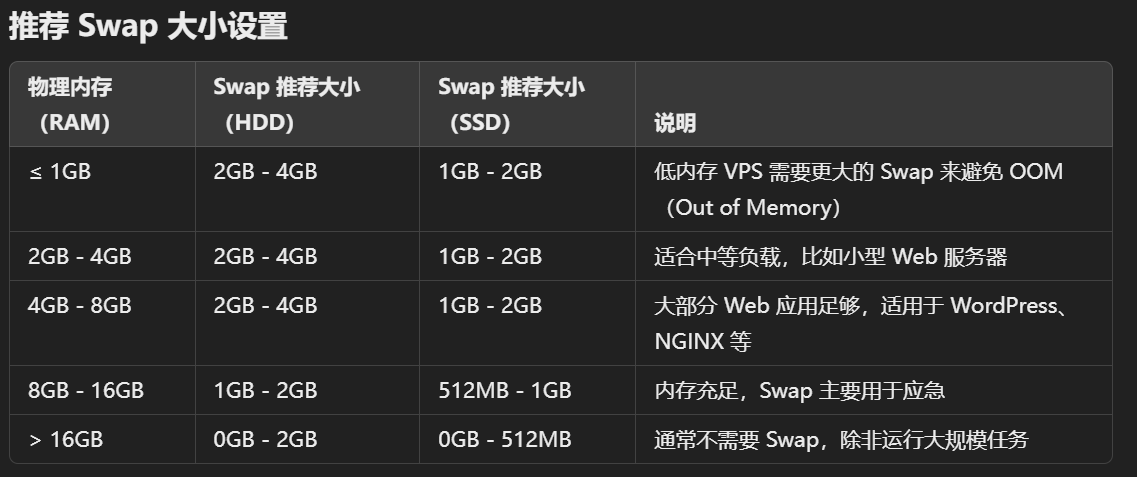 推荐 Swap 大小设置
物理内存
（RAM）
Swap 推荐大小
（HDD）
Swap 推荐大小
（SSD）
说明
≤ 1GB
2GB - 4GB
1GB - 2GB
低内存 VPS 需要更大的 Swap 来避免 OOM
（Out of Memory）
2GB - 4GB
2GB - 4GB
1GB - 2GB
适合中等负载，比如小型 Web 服务器
4GB - 8GB
2GB - 4GB
1GB - 2GB
大部分 Web 应用足够，适用于 WordPress、
NGINX 等
8GB - 16GB
1GB - 2GB
512MB - 1GB
内存充足，Swap 主要用于应急
> 16GB
0GB - 2GB
0GB - 512MB
通常不需要 Swap，除非运行大规模任务